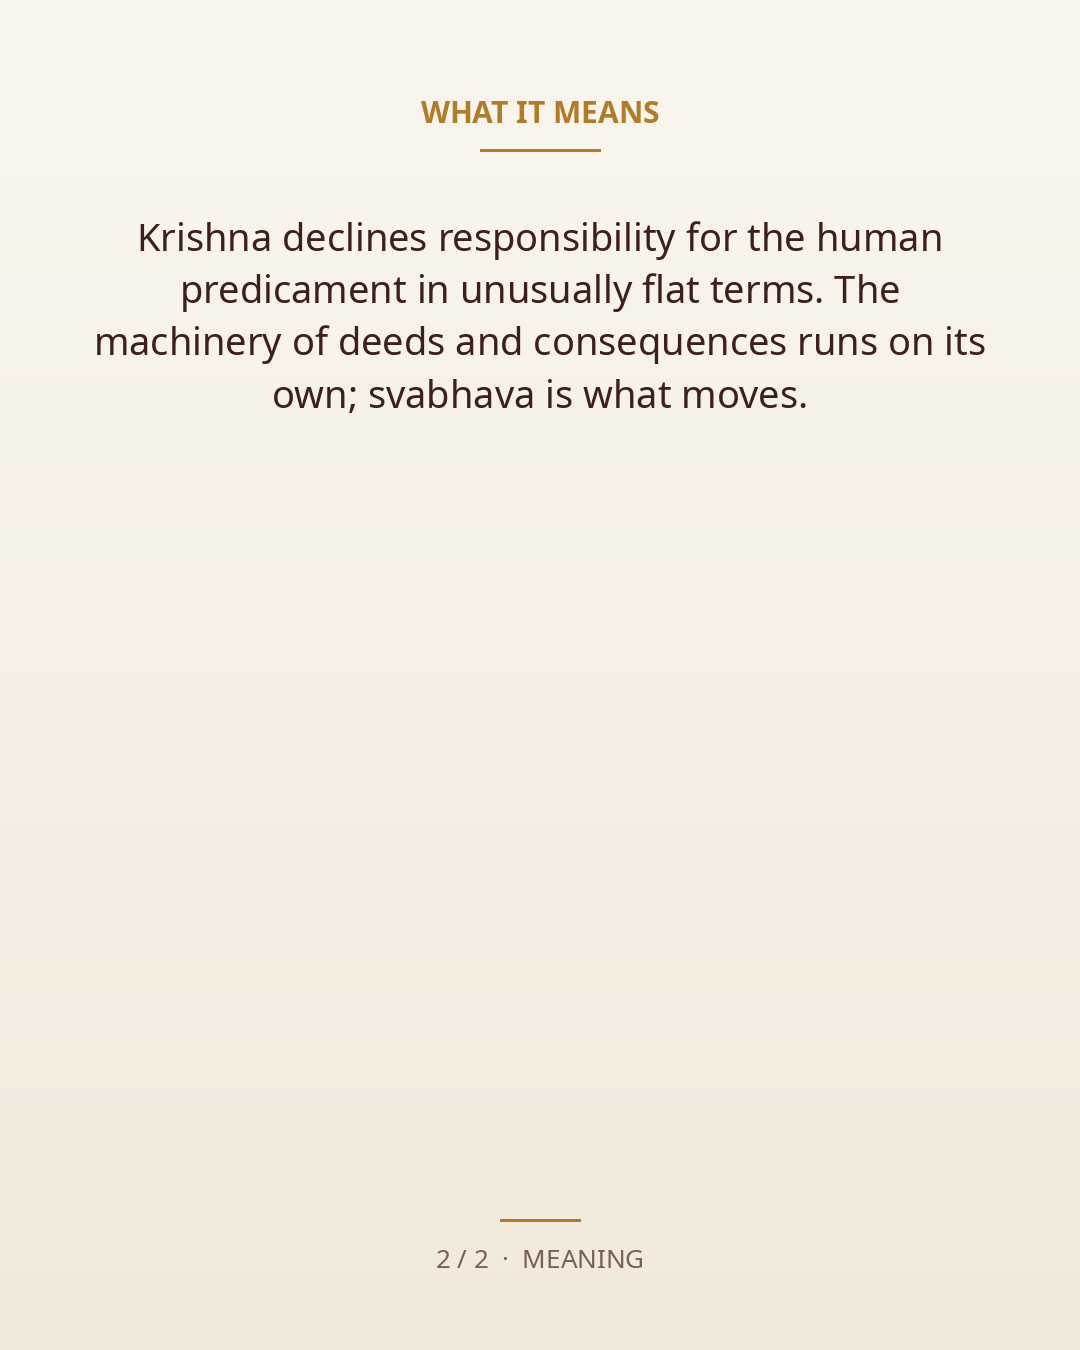 WHAT IT MEANS
Krishna declines responsibility for the human
predicament in unusually flat terms. The
machinery of deeds and consequences runs on its
own; svabhava is what moves.
2 / 2 · MEANING